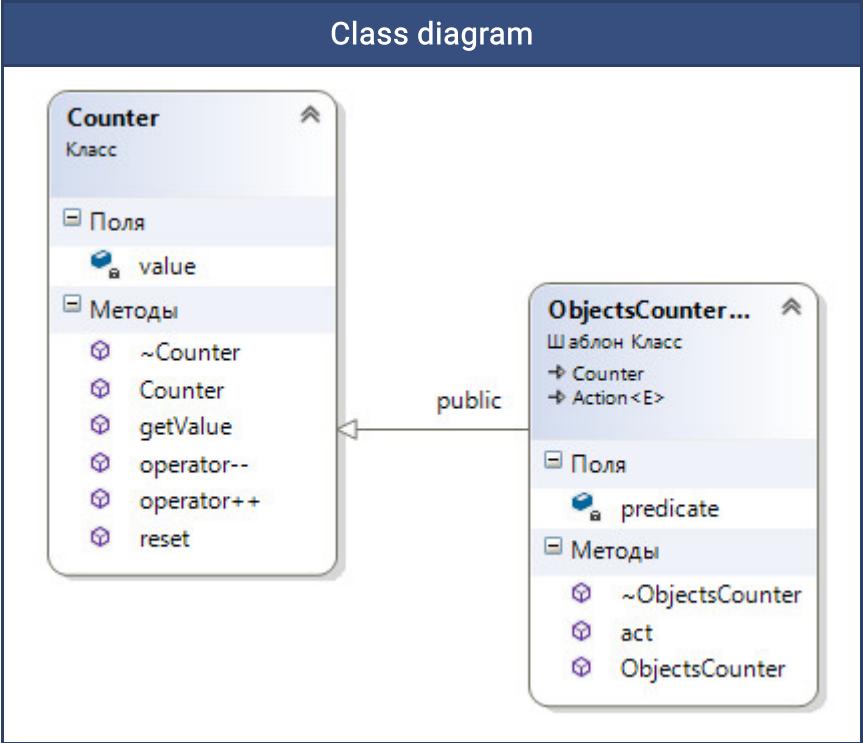 Class diagram
Counter
Класс
Поля
value
Методы
~Counter
Counter
getValue
operator--
operator++
reset
public
ObjectsCounter...
Шаблон Класс
Counter
Action<E>
Поля
predicate
Методы
~ObjectsCounter
act
ObjectsCounter